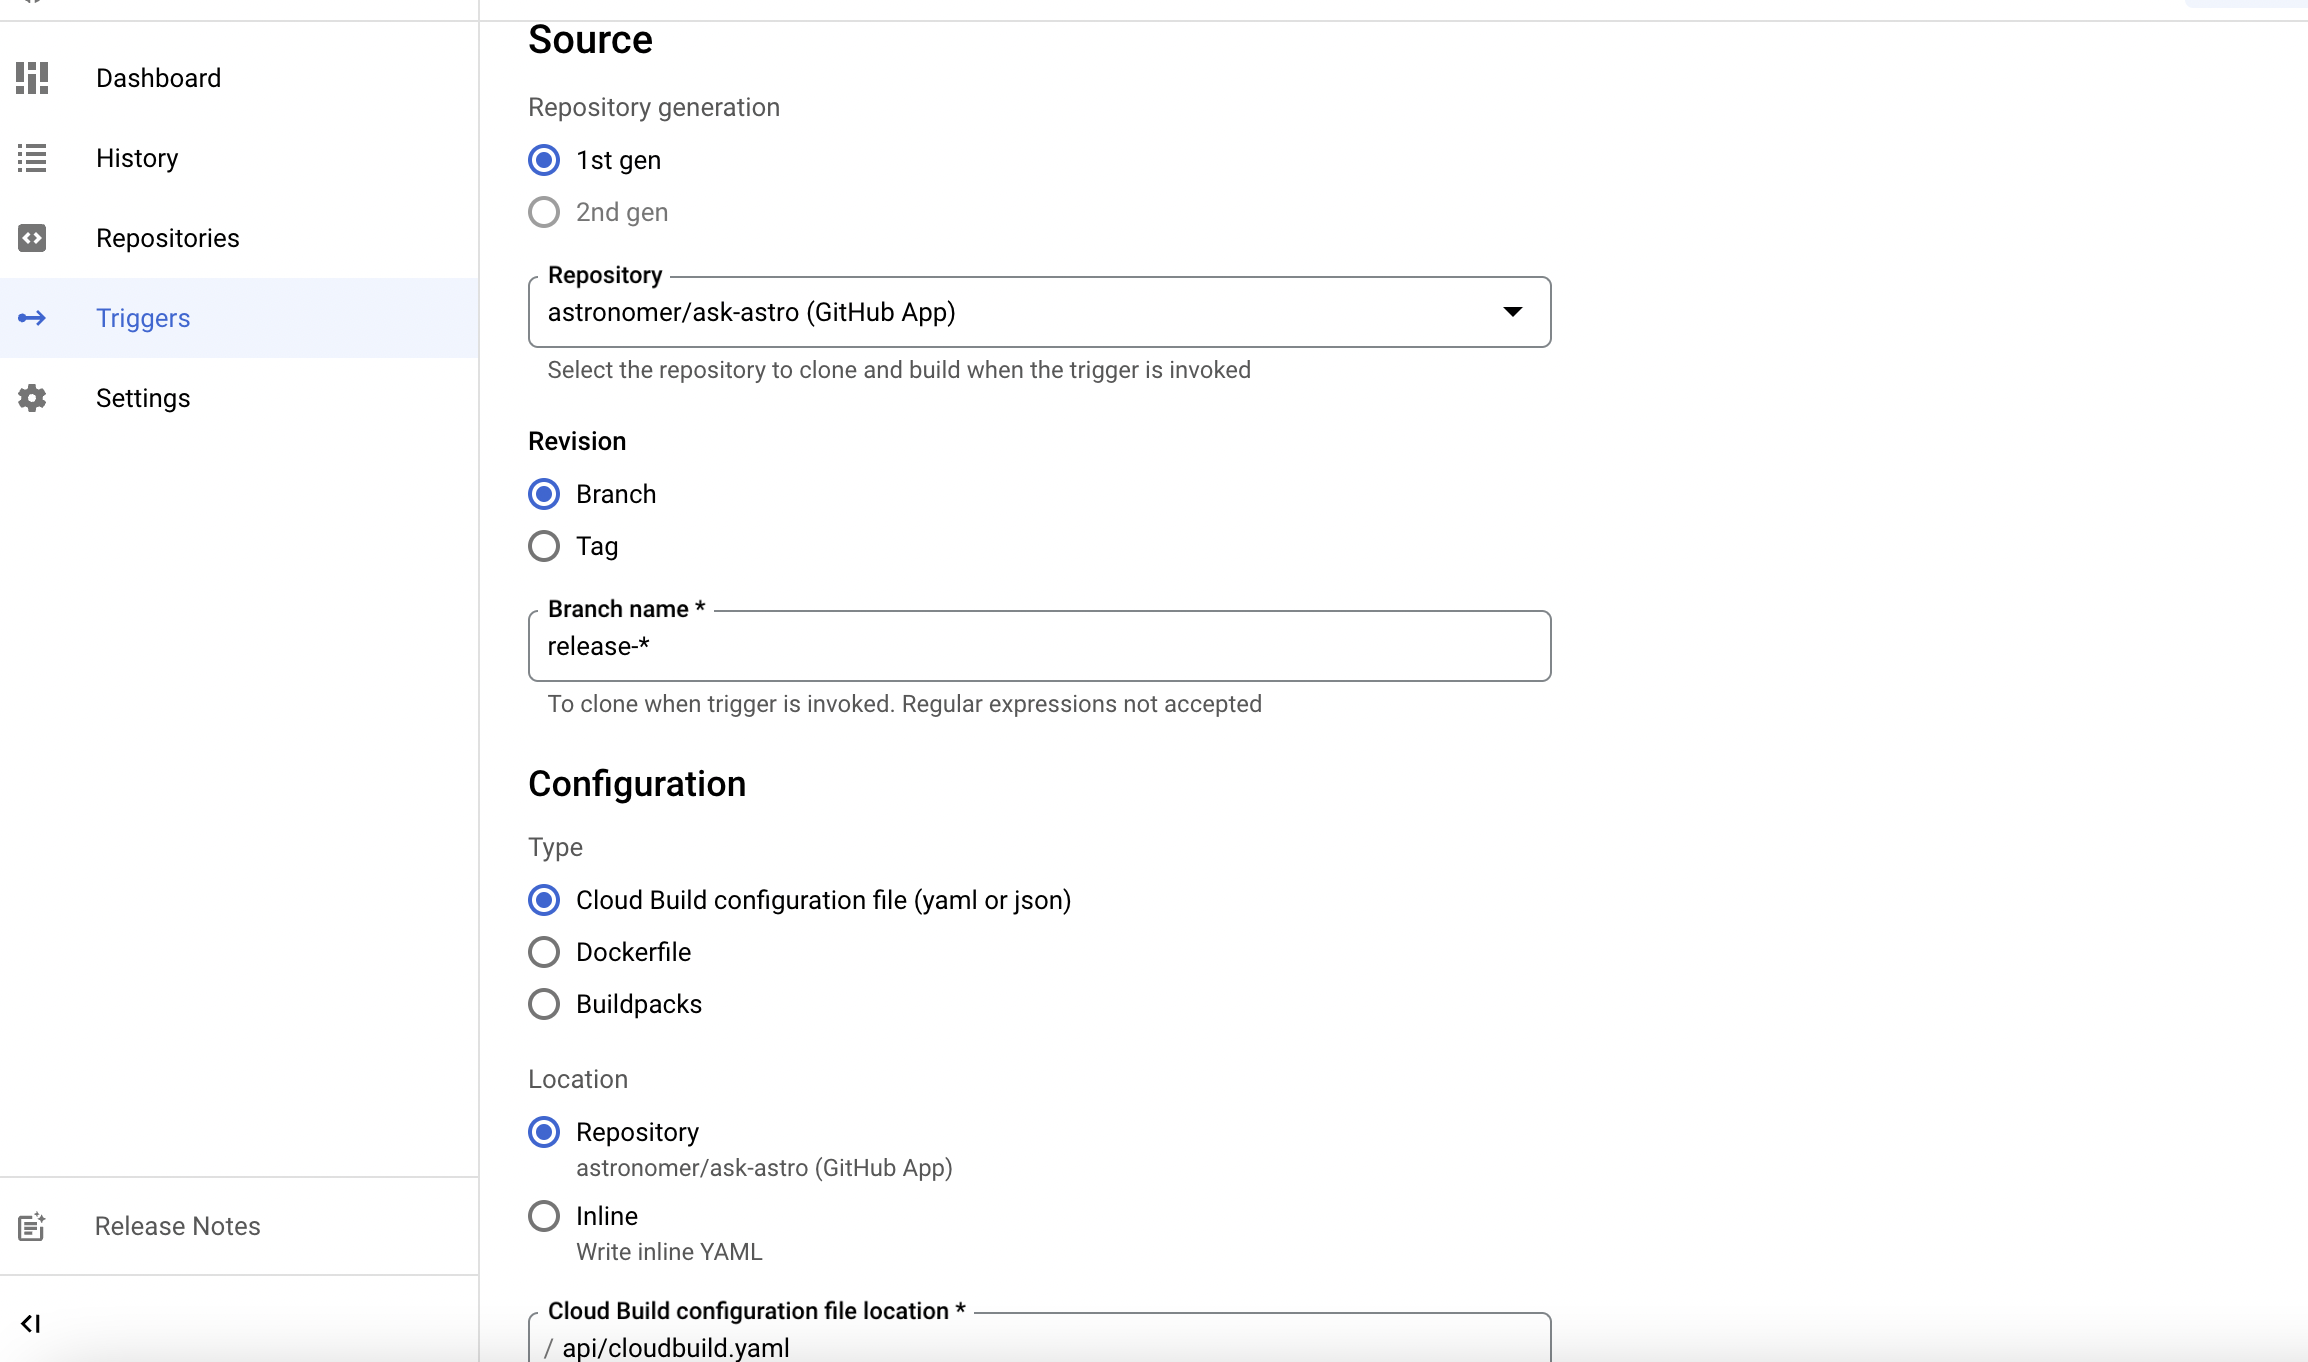 Dashboard
History
Repositories
Triggers
Settings
Release Notes
Source
Repository generation
1st gen
2nd gen
Repository
astronomer/ask-astro (GitHub App)
Select the repository to clone and build when the trigger is invoked
Revision
Branch
Tag
Branch name *
release-*
To clone when trigger is invoked. Regular expressions not accepted
Configuration
Type
Cloud Build configuration file (yaml or json)
Dockerfile
Buildpacks
Location
Repository
astronomer/ask-astro (GitHub App)
Inline
Write inline YAML
Cloud Build configuration file location *
/ api/cloudbuild.yaml